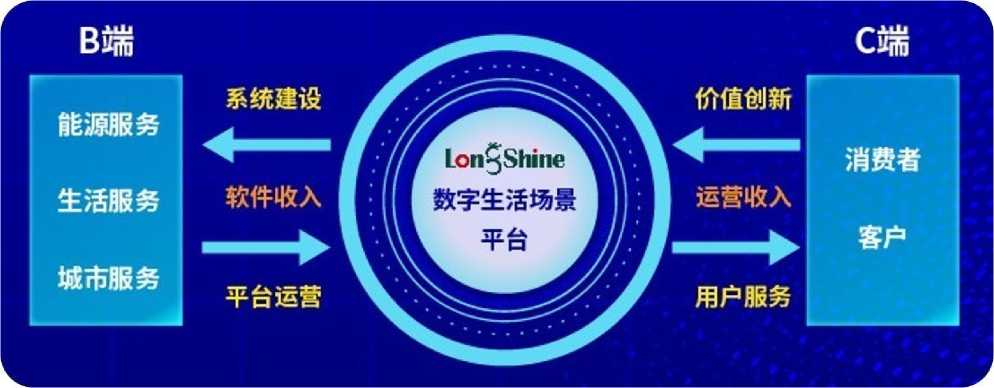 B端
C端
能源服务
生活服务
城市服务
系统建设
软件收入
平台运营
LongShine
数字生活场景
平台
价值创新
运营收入
用户服务
消费者
客户